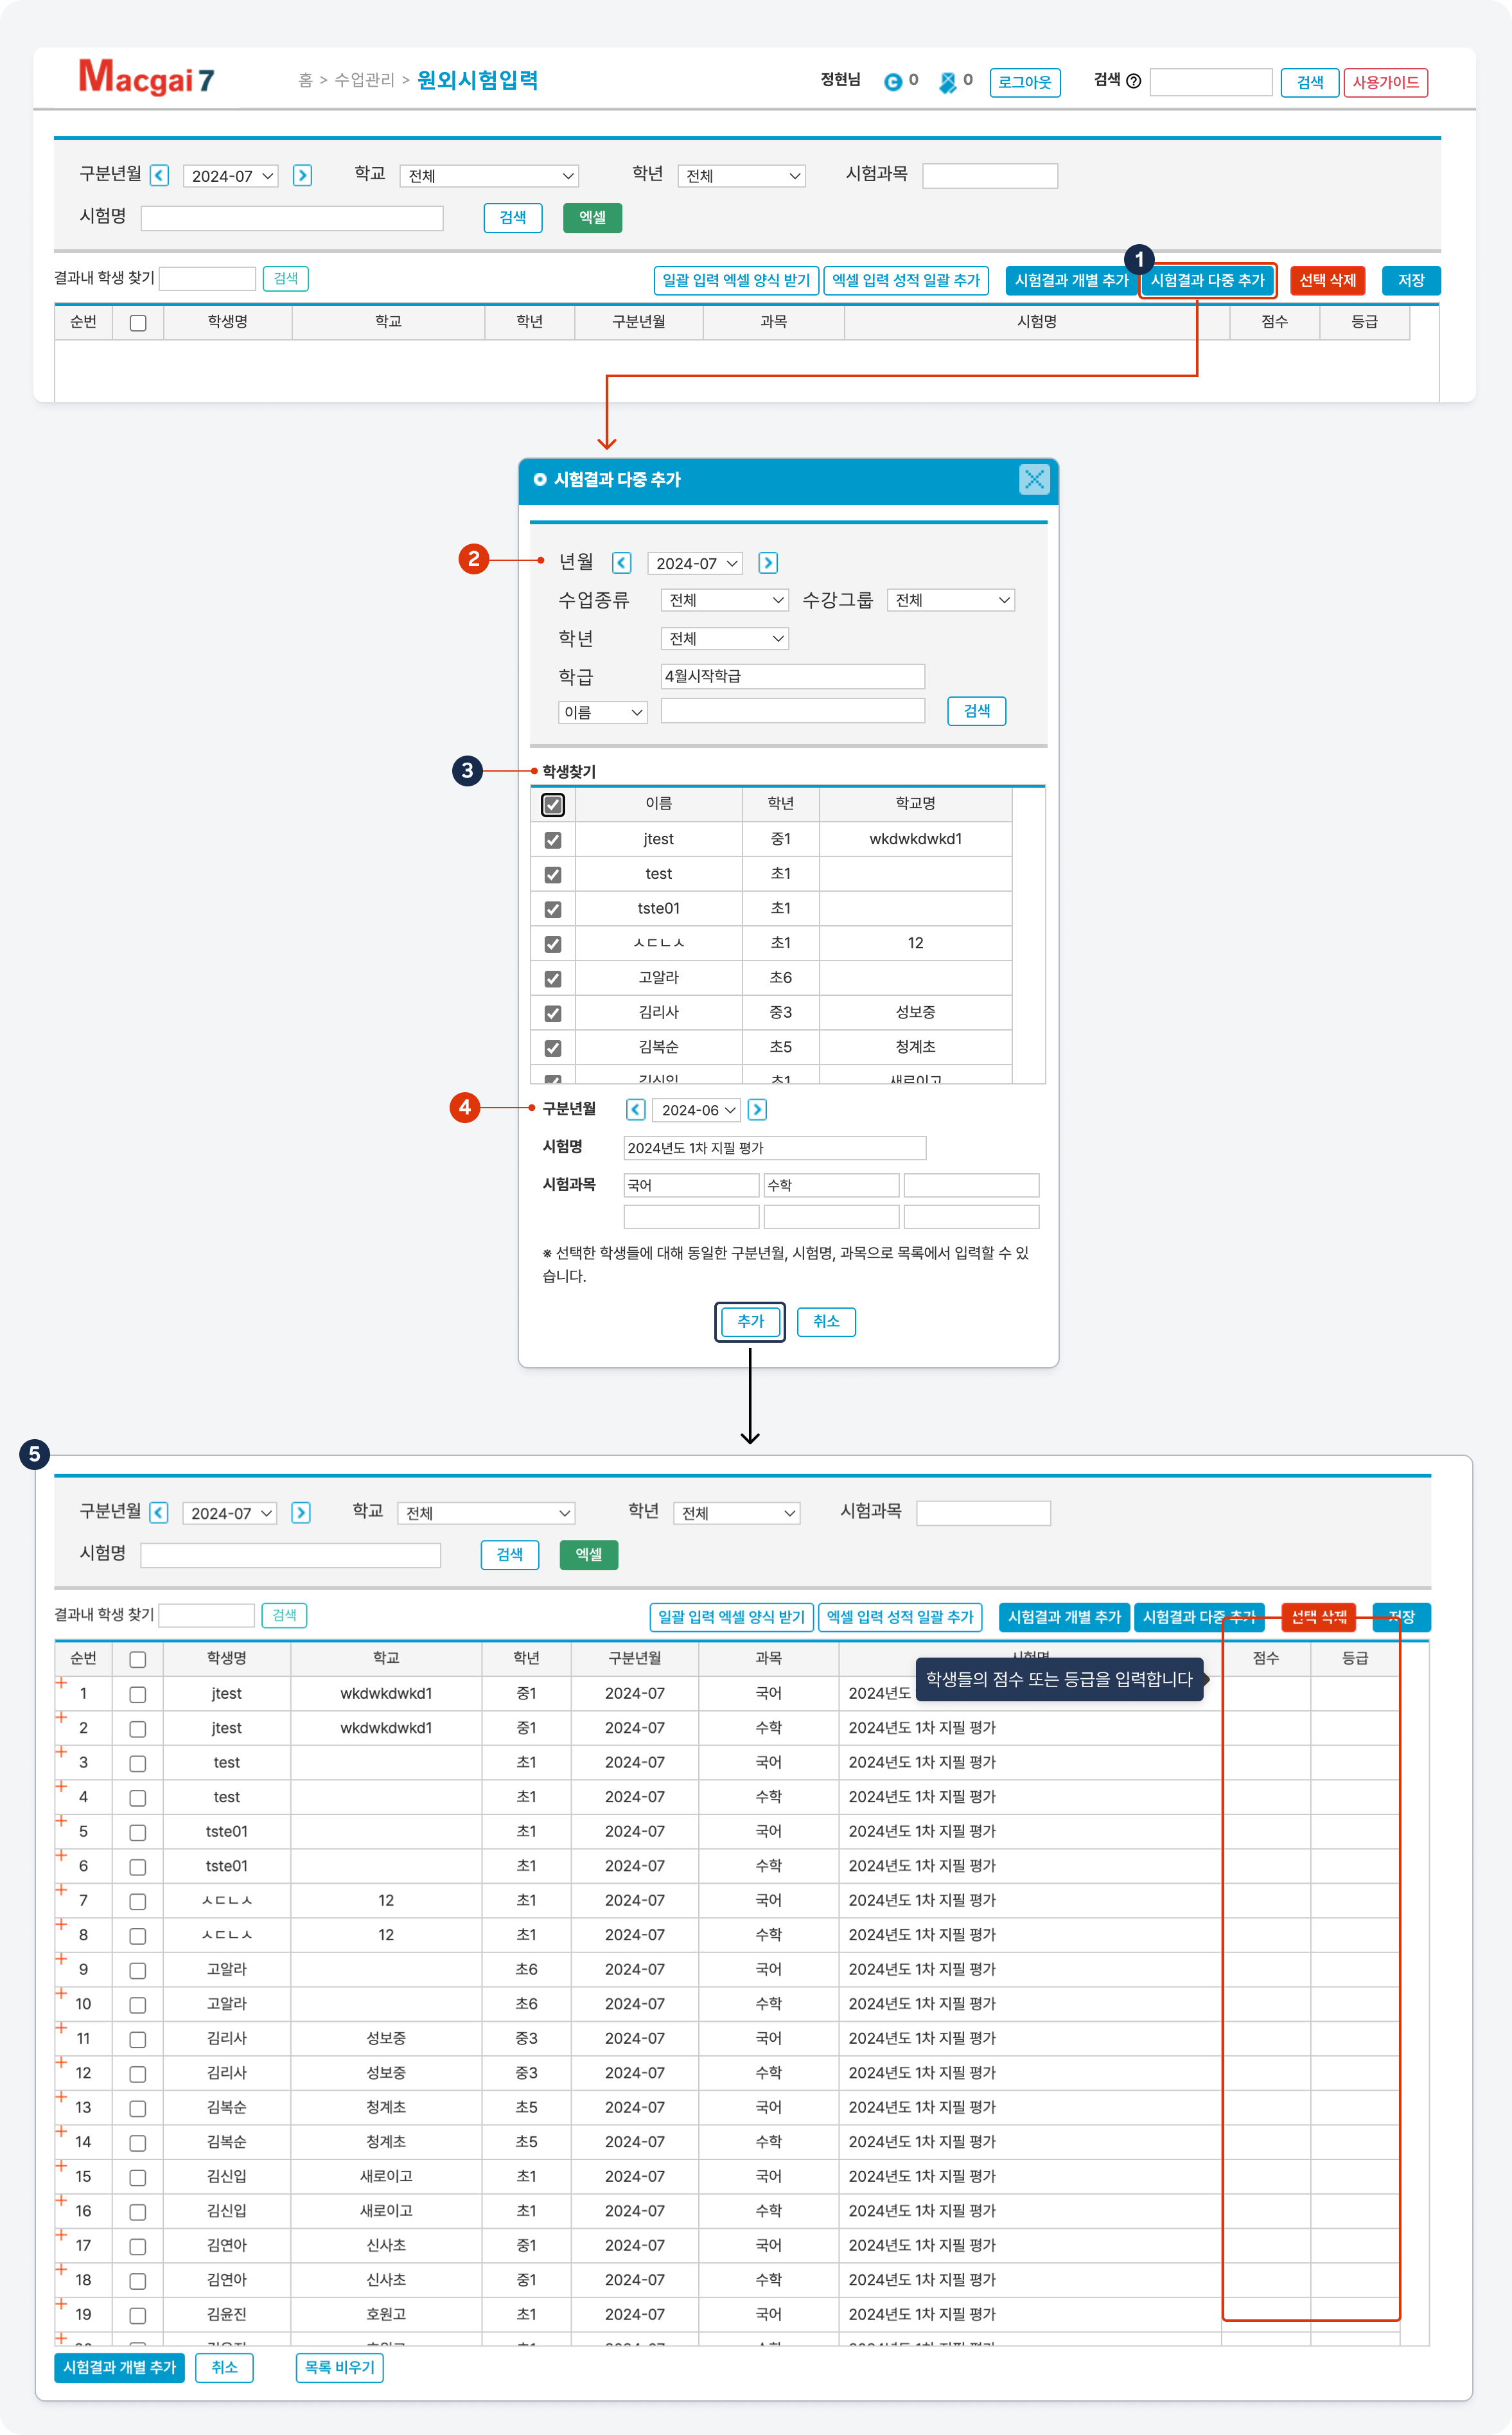 Macgai 7 홈 > 수업관리 > 원외시험입력 정현님 0 0 로그아웃 검색 ? 검색 사용가이드
구분년월 2024-07 학교 전체 학년 전체 시험과목
시험명 검색 엑셀
1
결과내 학생 찾기 검색 일괄 입력 엑셀 양식 받기 엑셀 입력 성적 일괄 추가 시험결과 개별 추가 시험결과 다중 추가 선택 삭제 저장
순번 학생명 학교 학년 구분년월 과목 시험명 점수 등급
시험결과 다중 추가
2 년월 2024-07
수업종류 전체 수강그룹 전체
학년 전체
학급 4월시작학급
이름 검색
3 학생찾기
이름 학년 학교명
jtest 중1 wkdwkdwkd1
test 초1
tste01 초1
ㅅㄷㄴㅅ 초1 12
고알라 초6
김리사 중3 성보중
김복순 초5 청계초
김신입 초1 새로이고
4 구분년월 2024-06
시험명 2024년도 1차 지필 평가
시험과목 국어 수학
※ 선택한 학생들에 대해 동일한 구분년월, 시험명, 과목으로 목록에서 입력할 수 있
습니다.
추가 취소
5
구분년월 2024-07 학교 전체 학년 전체 시험과목
시험명 검색 엑셀
결과내 학생 찾기 검색 일괄 입력 엑셀 양식 받기 엑셀 입력 성적 일괄 추가 시험결과 개별 추가 시험결과 다중 추가 선택 삭제 저장
순번 학생명 학교 학년 구분년월 과목 시험명 점수 등급
학생들의 점수 또는 등급을 입력합니다
1 jtest wkdwkdwkd1 중1 2024-07 국어 2024년도
2 jtest wkdwkdwkd1 중1 2024-07 수학 2024년도 1차 지필 평가
3 test 초1 2024-07 국어 2024년도 1차 지필 평가
4 test 초1 2024-07 수학 2024년도 1차 지필 평가
5 tste01 초1 2024-07 국어 2024년도 1차 지필 평가
6 tste01 초1 2024-07 수학 2024년도 1차 지필 평가
7 ㅅㄷㄴㅅ 12 초1 2024-07 국어 2024년도 1차 지필 평가
8 ㅅㄷㄴㅅ 12 초1 2024-07 수학 2024년도 1차 지필 평가
9 고알라 초6 2024-07 국어 2024년도 1차 지필 평가
10 고알라 초6 2024-07 수학 2024년도 1차 지필 평가
11 김리사 성보중 중3 2024-07 국어 2024년도 1차 지필 평가
12 김리사 성보중 중3 2024-07 수학 2024년도 1차 지필 평가
13 김복순 청계초 초5 2024-07 국어 2024년도 1차 지필 평가
14 김복순 청계초 초5 2024-07 수학 2024년도 1차 지필 평가
15 김신입 새로이고 초1 2024-07 국어 2024년도 1차 지필 평가
16 김신입 새로이고 초1 2024-07 수학 2024년도 1차 지필 평가
17 김연아 신사초 중1 2024-07 국어 2024년도 1차 지필 평가
18 김연아 신사초 중1 2024-07 수학 2024년도 1차 지필 평가
19 김윤진 호원고 초1 2024-07 국어 2024년도 1차 지필 평가
시험결과 개별 추가 취소 목록 비우기